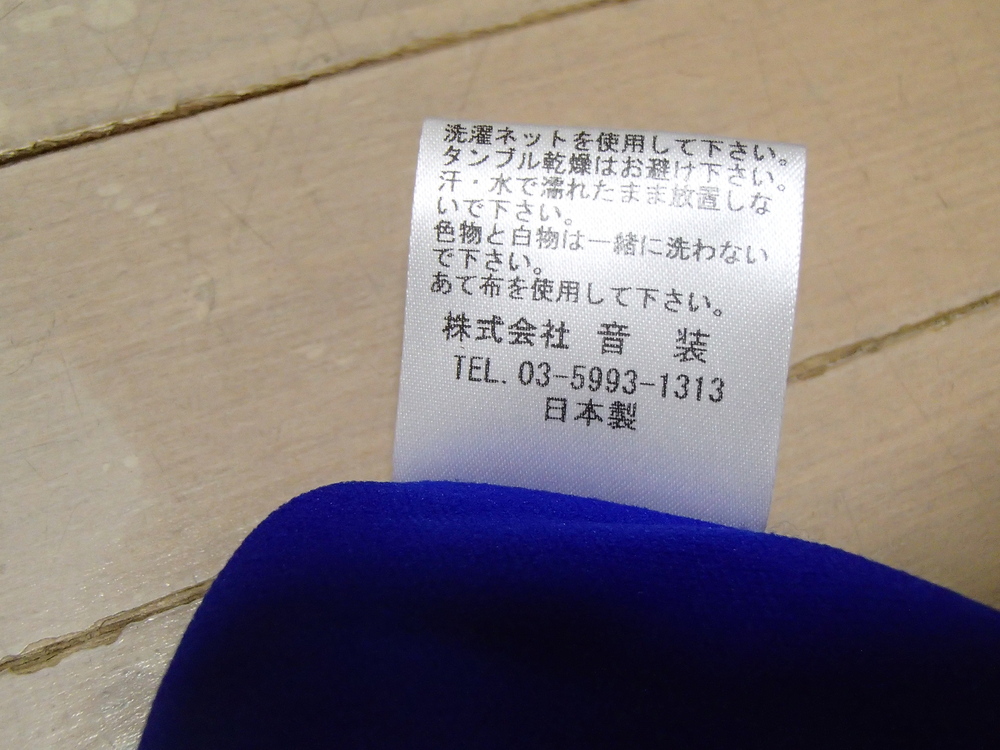 洗濯ネットを使用して下さい。
タンブル乾燥はお避け下さい。
汗・水で濡れたまま放置しな
いで下さい。
色物と白物は一緒に洗わない
で下さい。
あて布を使用して下さい。
株式会社 音 装
TEL. 03-5993-1313
日本製